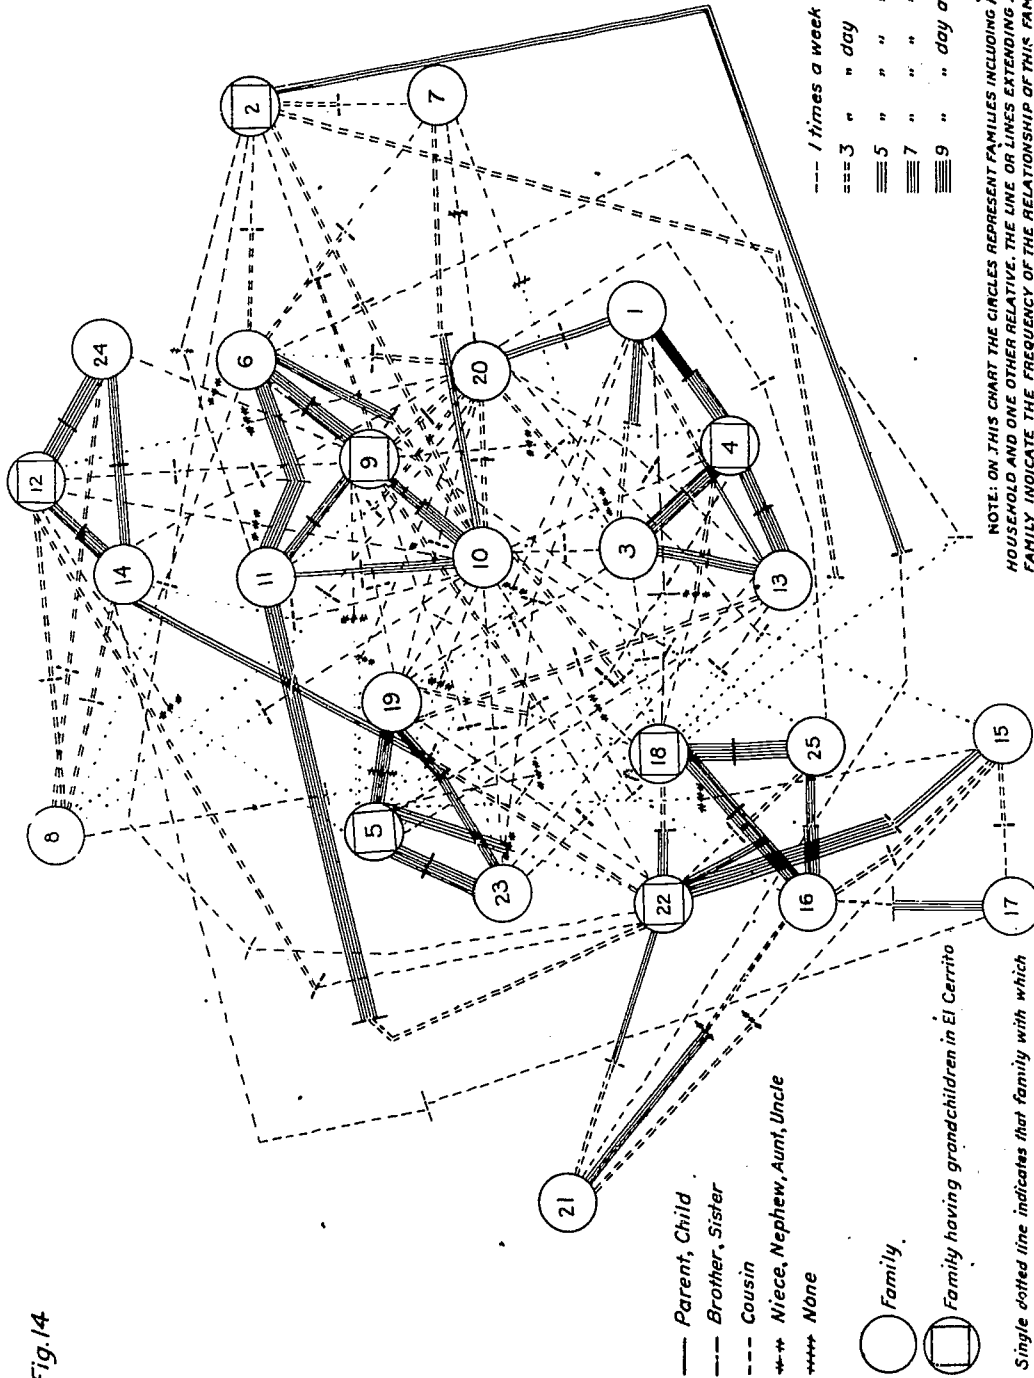 Fig.14
12
8
24
14
2
6
11
9
5
19
7
20
10
23
21
1
3
18
22
4
13
25
16
15
17
Parent, Child
Brother, Sister
Cousin
Niece, Nephew, Aunt, Uncle
None
Family
Family having grandchildren in El Cerrito
Single dotted line indicates that family with which
1 times a week
3 " " day
5 " " "
7 " " "
9 " " day
NOTE: ON THIS CHART THE CIRCLES REPRESENT FAMILIES INCLUDING
HOUSEHOLD AND ONE OTHER RELATIVE. THE LINE OR LINES EXTENDING
FAMILY INDICATE THE FREQUENCY OF THE RELATIONSHIP OF THIS